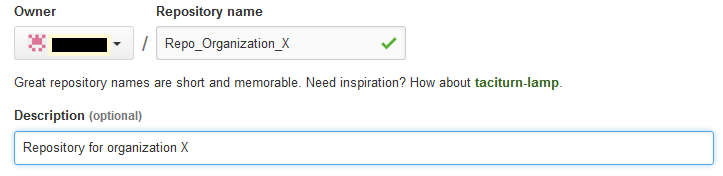 Owner Repository name
/ Repo_Organization_X
Great repository names are short and memorable. Need inspiration? How about taciturn-lamp.
Description (optional)
Repository for organization X